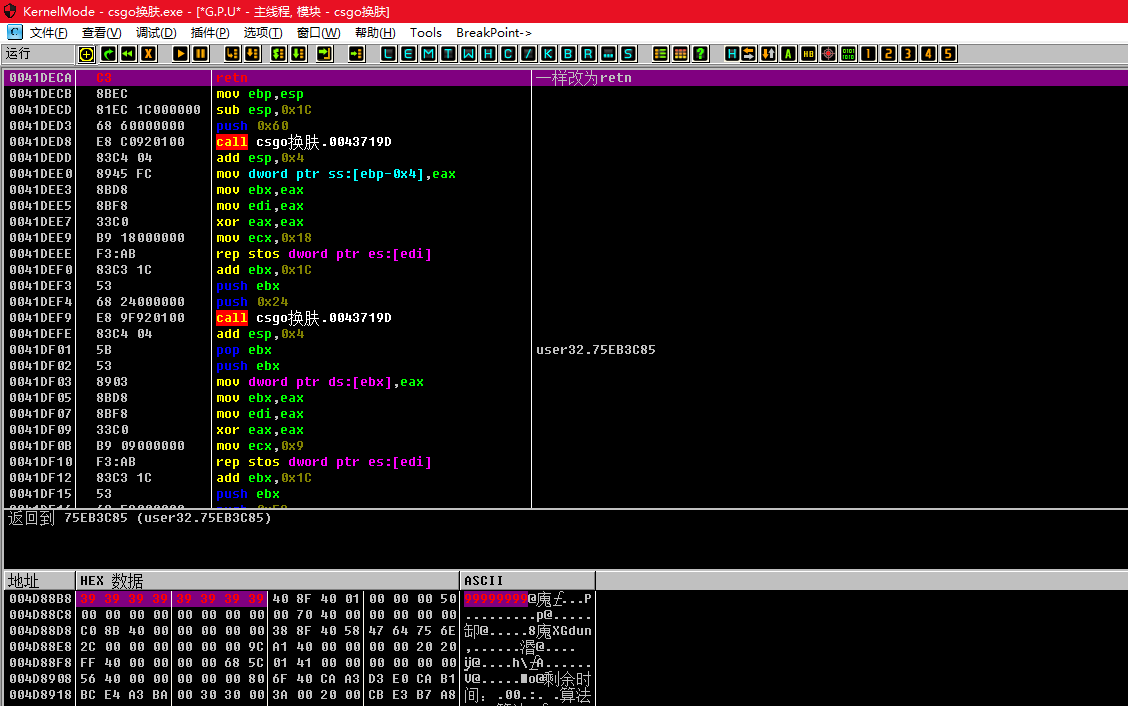 KernelMode - csgo换肤.exe - [*G.P.U* - 主线程, 模块 - csgo换肤]
C 文件(F) 查看(V) 调试(D) 插件(P) 选项(T) 窗口(W) 帮助(H) Tools BreakPoint->
运行 X L E M T W H C / K B R ... S ? H A H8 1 2 3 4 5
0041DECA C3 retn 一样改为retn
0041DECB 8BEC mov ebp,esp
0041DECD 81EC 1C000000 sub esp,0x1C
0041DED3 68 60000000 push 0x60
0041DED8 E8 C0920100 call csgo换肤.0043719D
0041DEDD 83C4 04 add esp,0x4
0041DEE0 8945 FC mov dword ptr ss:[ebp-0x4],eax
0041DEE3 8BD8 mov ebx,eax
0041DEE5 8BF8 mov edi,eax
0041DEE7 33C0 xor eax,eax
0041DEE9 B9 18000000 mov ecx,0x18
0041DEEE F3:AB rep stos dword ptr es:[edi]
0041DEF0 83C3 1C add ebx,0x1C
0041DEF3 53 push ebx
0041DEF4 68 24000000 push 0x24
0041DEF9 E8 9F920100 call csgo换肤.0043719D
0041DEFE 83C4 04 add esp,0x4
0041DF01 5B pop ebx user32.75EB3C85
0041DF02 53 push ebx
0041DF03 8903 mov dword ptr ds:[ebx],eax
0041DF05 8BD8 mov ebx,eax
0041DF07 8BF8 mov edi,eax
0041DF09 33C0 xor eax,eax
0041DF0B B9 09000000 mov ecx,0x9
0041DF10 F3:AB rep stos dword ptr es:[edi]
0041DF12 83C3 1C add ebx,0x1C
0041DF15 53 push ebx
返回到 75EB3C85 (user32.75EB3C85)
地址 HEX 数据 ASCII
004D88B8 39 39 39 39 39 39 39 39 40 8F 40 01 00 00 00 50 99999999@廆...P
004D88C8 00 00 00 00 00 00 00 00 00 40 70 40 00 00 00 00 00 .........p@.....
004D88D8 C0 8B 40 00 00 00 00 00 38 8F 40 58 47 64 75 6E 缷@.....8廆XGdun
004D88E8 2C 00 00 00 00 00 00 9C A1 40 00 00 00 00 20 20 ,......湣@....
004D88F8 FF 40 00 00 00 00 68 5C 01 41 00 00 00 00 00 00 ÿ@....h\.A......
004D8908 56 40 00 00 00 00 00 80 6F 40 CA A3 D3 E0 CA B1 V@.....o@剩余时
004D8918 BC E4 A3 BA 00 30 30 00 3A 00 20 00 CB E3 B7 A8 间：.00.:. .算法